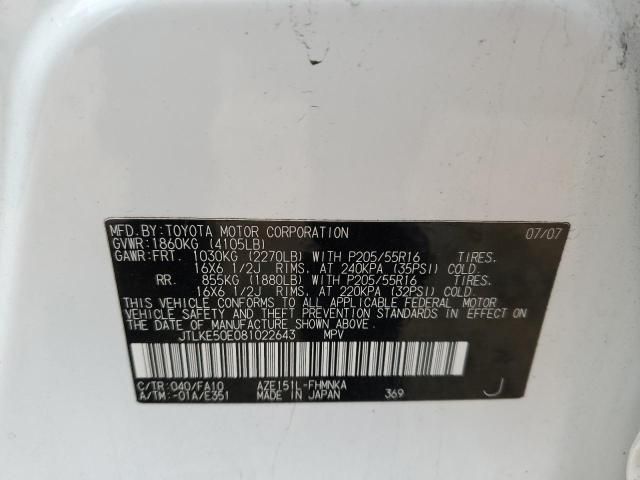 MFD. BY: TOYOTA MOTOR CORPORATION 07/07
GVWR: 1860KG (4105LB)
GAWR: FRT. 1030KG (2270LB) WITH P205/55R16 TIRES,
16X6 1/2J RIMS, AT 240KPA (35PSI) COLD.
RR. 855KG (1880LB) WITH P205/55R16 TIRES,
16X6 1/2J RIMS, AT 220KPA (32PSI) COLD.
THIS VEHICLE CONFORMS TO ALL APPLICABLE FEDERAL MOTOR
VEHICLE SAFETY AND THEFT PREVENTION STANDARDS IN EFFECT
ON THE DATE OF MANUFACTURE SHOWN ABOVE.
JTLKE50E081022643 MPV
C/TR: 040/FA10 AZE151L-FHMNKA
A/TM: -01A/E351 MADE IN JAPAN 369 J